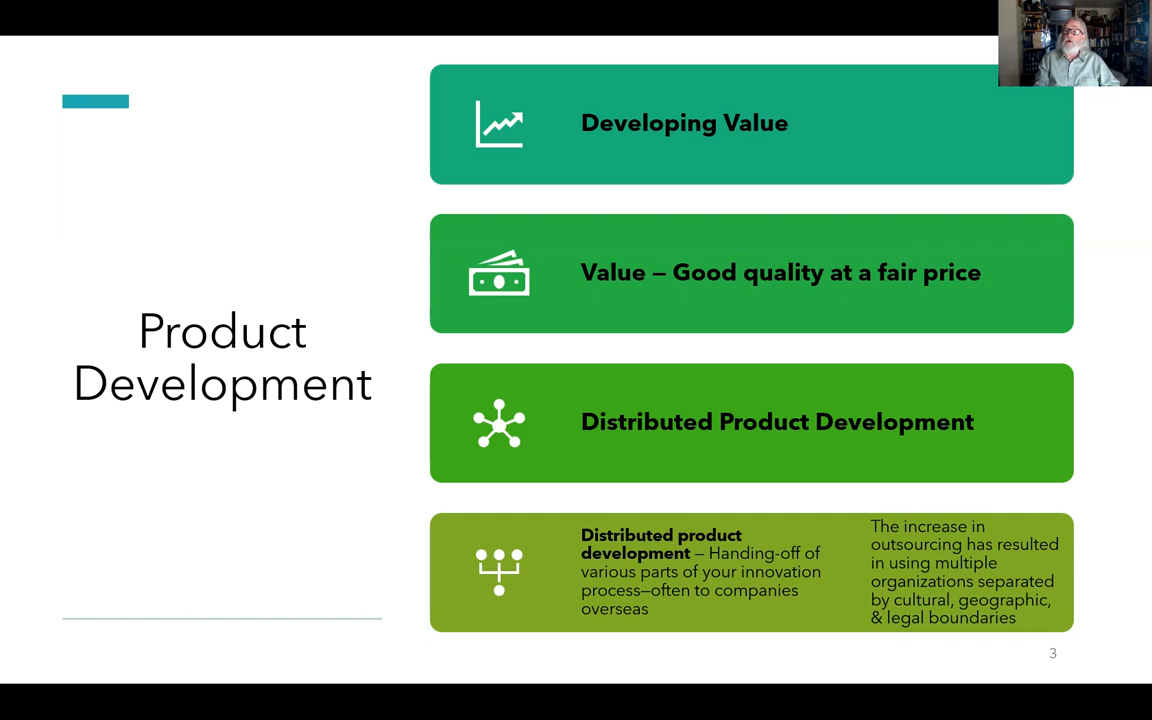 Product
Development
Developing Value
Value – Good quality at a fair price
Distributed Product Development
Distributed product
development – Handing-off of
various parts of your innovation
process—often to companies
overseas
The increase in
outsourcing has resulted
in using multiple
organizations separated
by cultural, geographic,
& legal boundaries
3